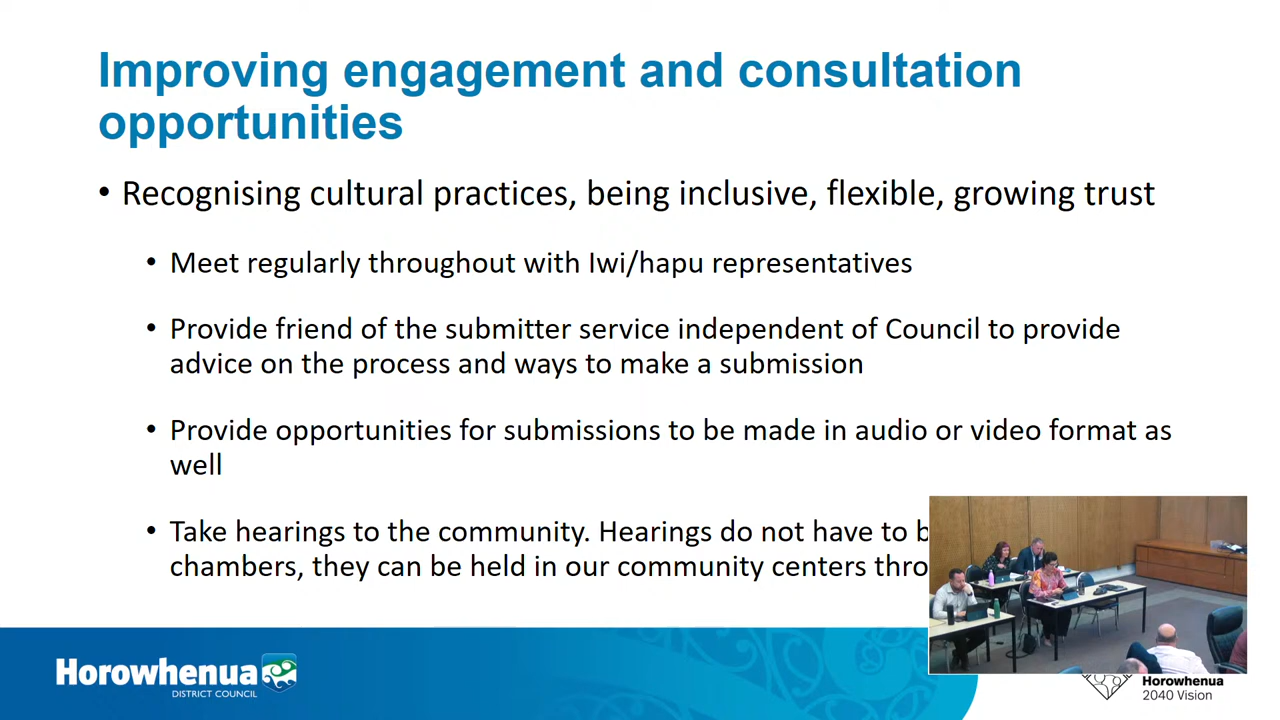 Improving engagement and consultation
opportunities
• Recognising cultural practices, being inclusive, flexible, growing trust
• Meet regularly throughout with Iwi/hapu representatives
• Provide friend of the submitter service independent of Council to provide
advice on the process and ways to make a submission
• Provide opportunities for submissions to be made in audio or video format as
well
• Take hearings to the community. Hearings do not have to
chambers, they can be held in our community centers
Horowhenua
DISTRICT COUNCIL
Horowhenua
2040 Vision